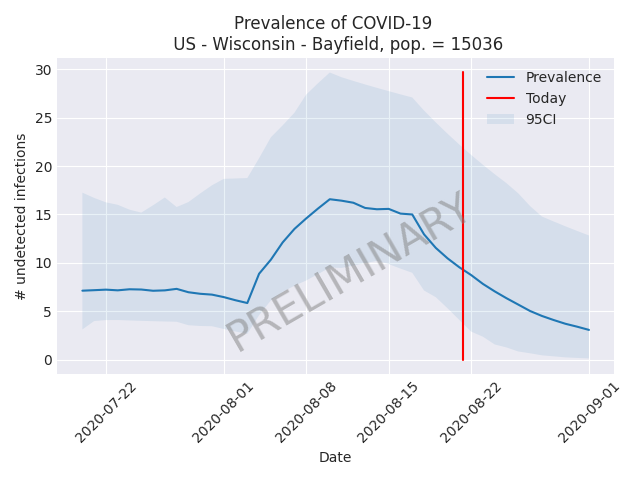 Prevalence of COVID-19
US - Wisconsin - Bayfield, pop. = 15036
30
25
20
15
10
5
0
# undetected infections
Prevalence
Today
95CI
PRELIMINARY
2020-07-22
2020-08-01
2020-08-08
2020-08-15
2020-08-22
2020-09-01
Date